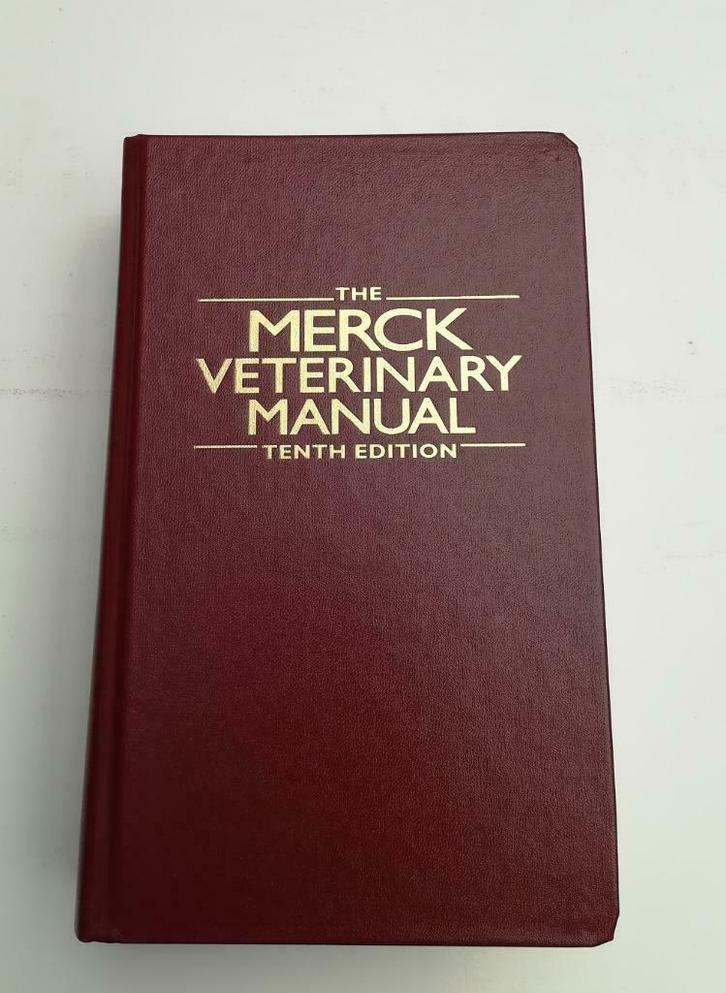 THE
MERCK
VETERINARY
MANUAL
TENTH EDITION